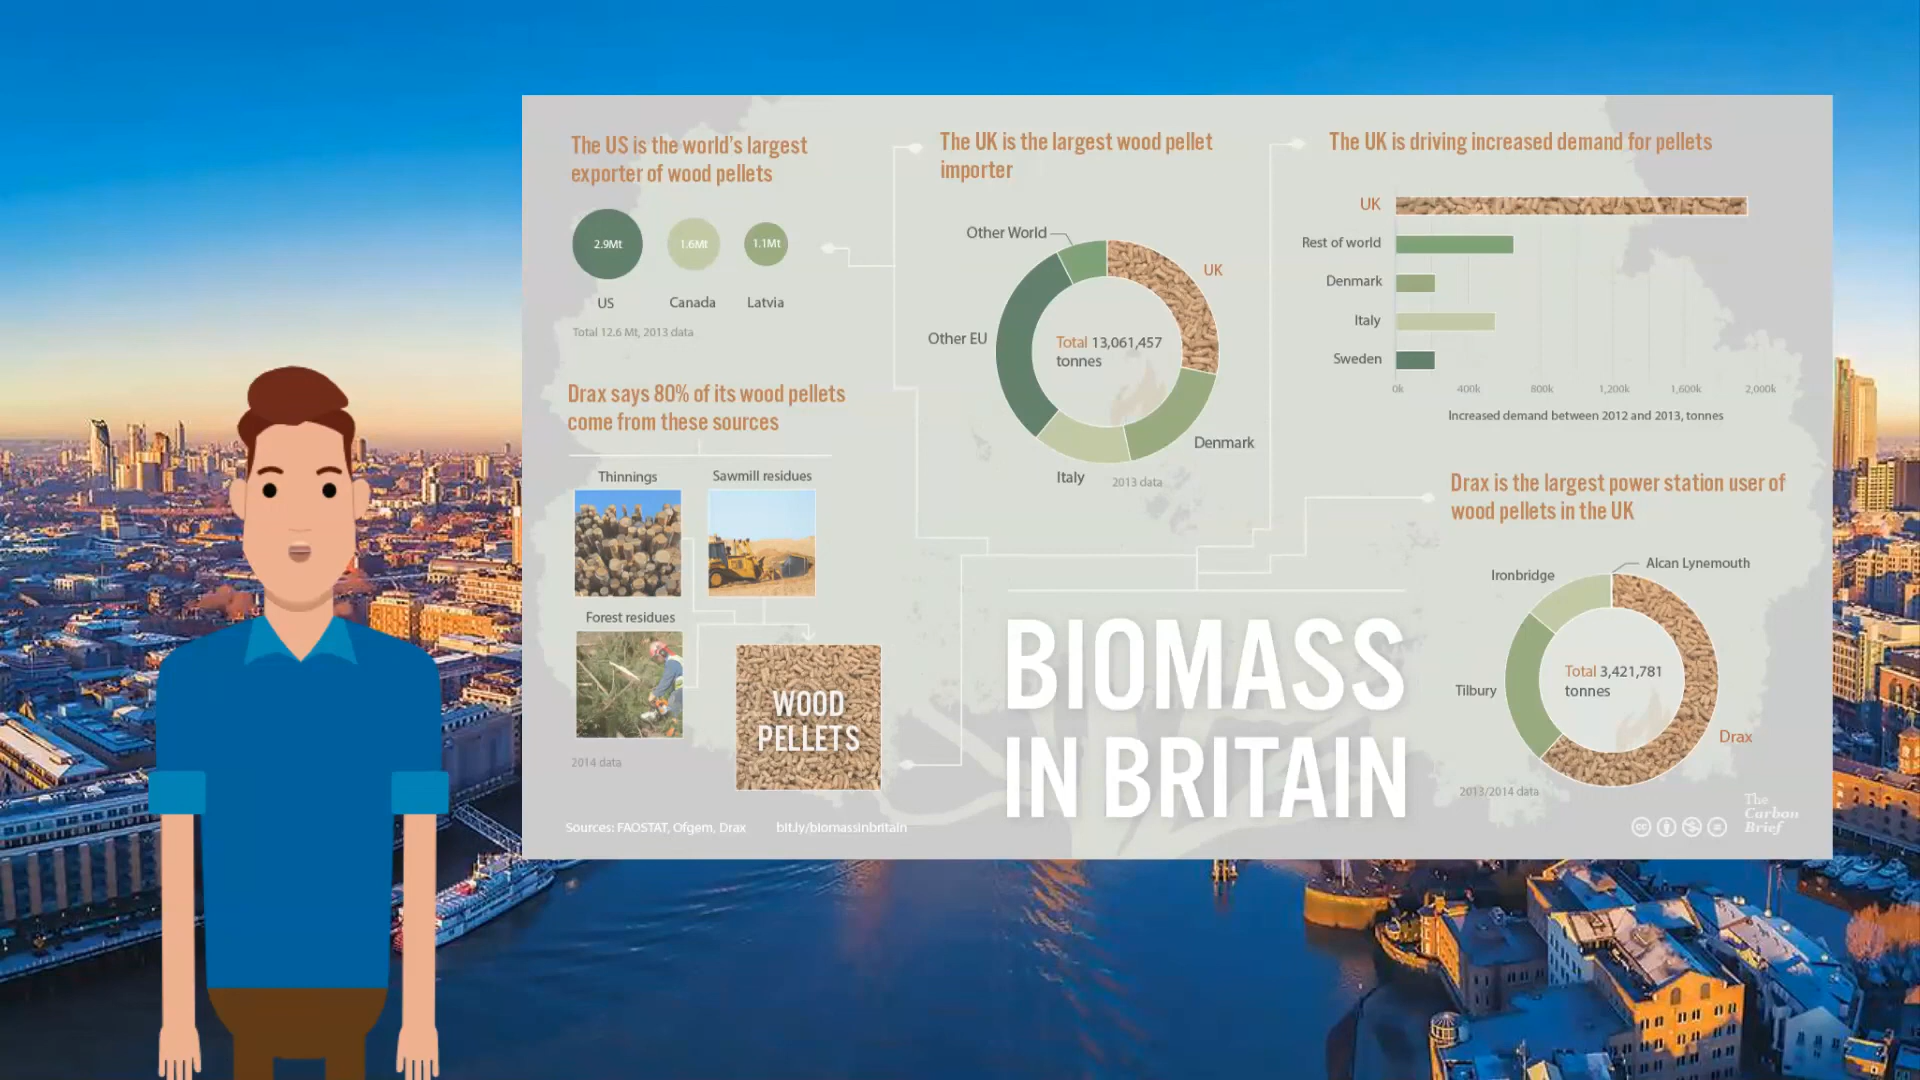 The US is the world's largest
exporter of wood pellets
2.9Mt
1.6Mt
1.1Mt
US
Canada
Latvia
Total 12.6 Mt, 2013 data
Drax says 80% of its wood pellets
come from these sources
Thinnings
Sawmill residues
Forest residues
WOOD
PELLETS
2014 data
Sources: FAOSTAT, Ofgem, Drax
bit.ly/biomassinbritain
The UK is the largest wood pellet
importer
Other World
UK
Other EU
Total 13,061,457
tonnes
Denmark
Italy
2013 data
The UK is driving increased demand for pellets
UK
Rest of world
Denmark
Italy
Sweden
0k
400k
800k
1,200k
1,600k
2,000k
Increased demand between 2012 and 2013, tonnes
Drax is the largest power station user of
wood pellets in the UK
Alcan Lynemouth
Ironbridge
Tilbury
Total 3,421,781
tonnes
Drax
2013/2014 data
BIOMASS
IN BRITAIN
cc
The
Carbon
Brief